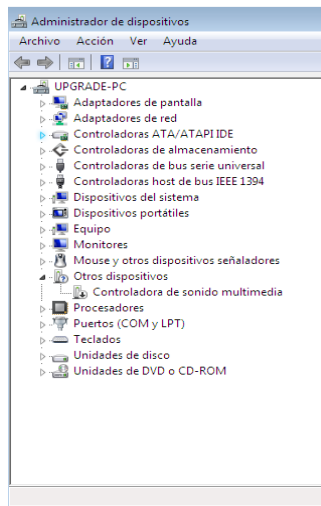 Administrador de dispositivos
Archivo Acción Ver Ayuda
UPGRADE-PC
Adaptadores de pantalla
Adaptadores de red
Controladoras ATA/ATAPI IDE
Controladoras de almacenamiento
Controladoras de bus serie universal
Controladoras host de bus IEEE 1394
Dispositivos del sistema
Dispositivos portátiles
Equipo
Monitores
Mouse y otros dispositivos señaladores
Otros dispositivos
Controladora de sonido multimedia
Procesadores
Puertos (COM y LPT)
Teclados
Unidades de disco
Unidades de DVD o CD-ROM